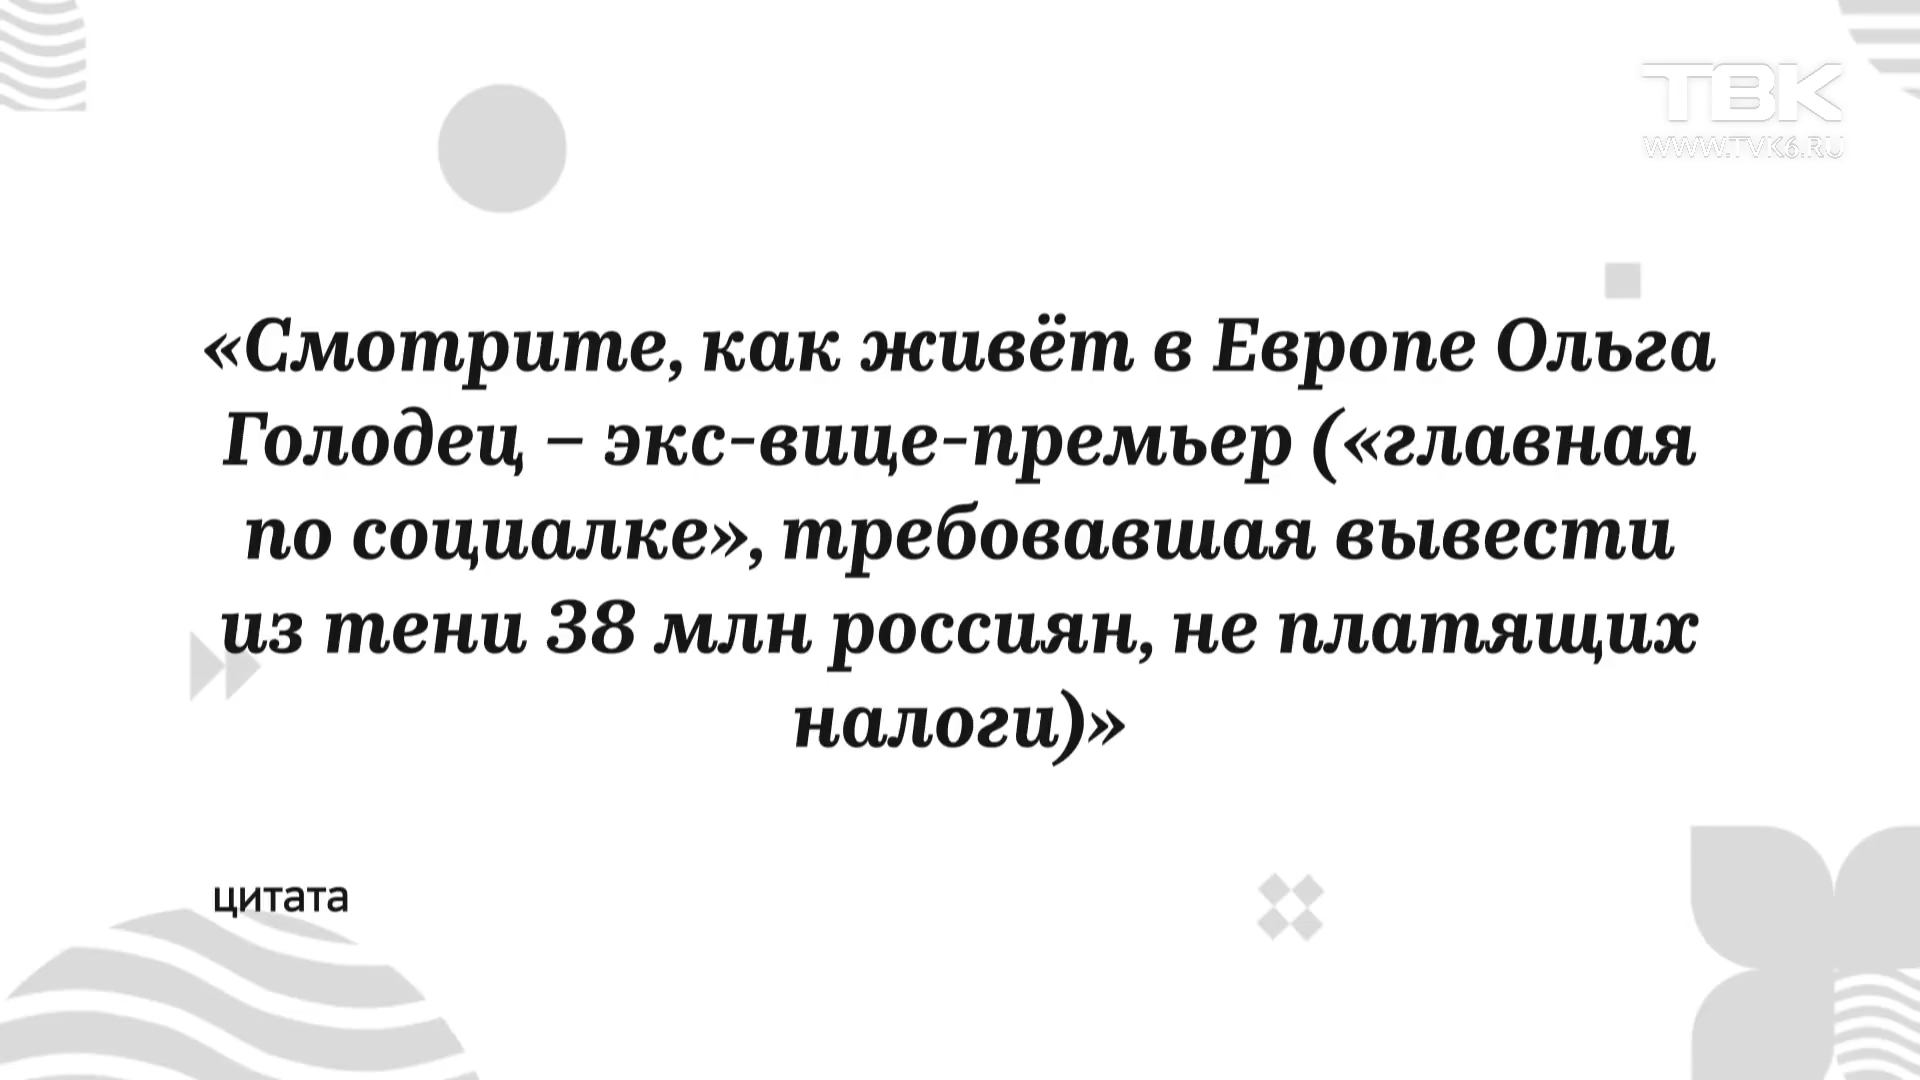 ТВК
WWW.TVK6.RU
«Смотрите, как живёт в Европе Ольга
Голодец – экс-вице-премьер («главная
по социалке», требовавшая вывести
из тени 38 млн россиян, не платящих
налоги)»
цитата